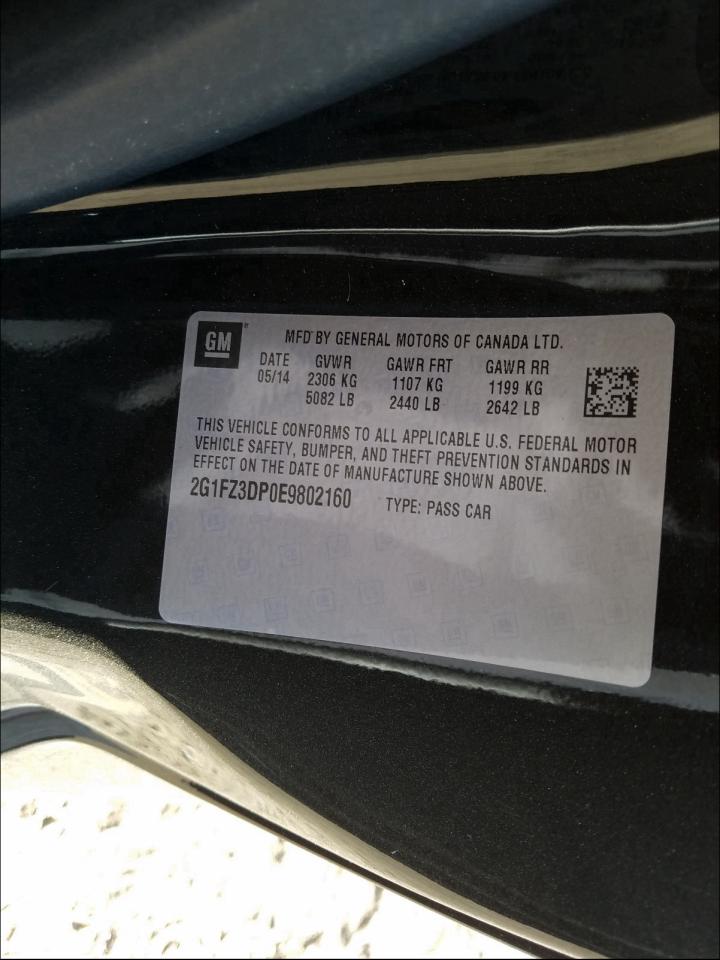 GM
MFD BY GENERAL MOTORS OF CANADA LTD.
DATE GVWR GAWR FRT GAWR RR
05/14 2306 KG 1107 KG 1199 KG
5082 LB 2440 LB 2642 LB
THIS VEHICLE CONFORMS TO ALL APPLICABLE U.S. FEDERAL MOTOR
VEHICLE SAFETY, BUMPER, AND THEFT PREVENTION STANDARDS IN
EFFECT ON THE DATE OF MANUFACTURE SHOWN ABOVE.
2G1FZ3DP0E9802160 TYPE: PASS CAR